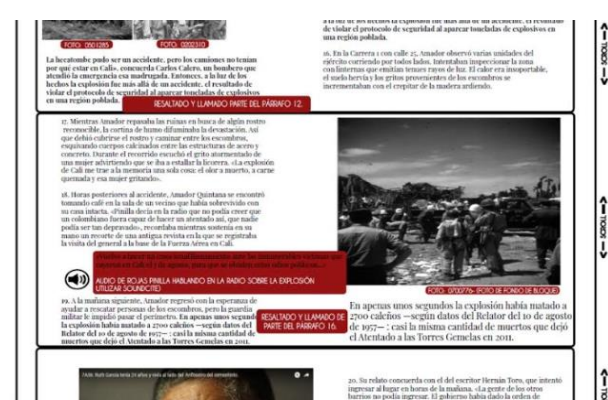 FOTO: 0501285
FOTO: 0202310
La hecatombe pudo ser un accidente, pero los camiones no tenían
por qué estar en Cali», concuerda Carlos Calero, un bombero que
atendió la emergencia esa madrugada. Entonces, a la luz de los
hechos la explosión fue más allá de un accidente, el resultado de
violar el protocolo de seguridad al aparcar toneladas de explosivos
en una región poblada.
RESALTADO Y LLAMADO PARTE DEL PÁRRAFO 12.
a la luz de los hechos la explosión fue más allá de un accidente, el resultado
de violar el protocolo de seguridad al aparcar toneladas de explosivos en
una región poblada.
16. En la Carrera 1 con calle 25, Amador observó varias unidades del
ejército corriendo por todos lados. Intentaban inspeccionar la zona
con linternas que emitían tenues rayos de luz. El calor era insoportable,
el suelo hervía y los gritos provenientes de los escombros se
incrementaban con el crepitar de la madera ardiendo.
<-- TODOS -->
17. Mientras Amador repasaba las ruinas en busca de algún rostro
reconocible, la cortina de humo difuminaba la devastación. Así
que debió cubrirse el rostro y caminar entre los escombros,
esquivando cuerpos calcinados entre las estructuras de acero y
concreto. Durante el recorrido escuchó el grito atormentado de
una mujer advirtiendo que se iba a estallar la licorera. «La explosión
de Cali me trae a la memoria una sola cosa: el olor a muerto, a carne
quemada y esa mujer gritando».
18. Horas posteriores al accidente, Amador Quintana se encontró
tomando café en la sala de un vecino que había sobrevivido con
su casa intacta. «Pinilla decía en la radio que no podía creer que
un colombiano fuera capaz de hacer un atentado así, que nadie
podía ser tan depravado», recordaba mientras sostenía en su
mano un recorte de una antigua revista en la que se registraba
la visita del general a la base de la Fuerza Aérea en Cali.
AUDIO DE ROJAS PINILLA HABLANDO EN LA RADIO SOBRE LA EXPLOSIÓN
UTILIZAR SOUNDCITE)
19. A la mañana siguiente, Amador regresó con la esperanza de
ayudar a rescatar personas de los escombros, pero la guardia
militar le impidió pasar el perímetro. En apenas unos segundos
la explosión había matado a 2700 caleños —según datos del
Relator del 10 de agosto de 1957— : casi la misma cantidad de
muertos que dejó el Atentado a las Torres Gemelas en 2011.
RESALTADO Y LLAMADO DE
PARTE DEL PÁRRAFO 16.
FOTO: 0700776- (FOTO DE FONDO DE BLOQUE)
En apenas unos segundos la explosión había matado a
2700 caleños —según datos del Relator del 10 de agosto
de 1957— : casi la misma cantidad de muertos que dejó
el Atentado a las Torres Gemelas en 2011.
<-- TODOS -->
20. Su relato concuerda con el del escritor Hernán Toro, que intentó
ingresar al lugar en horas de la mañana. «La gente de los otros
barrios no podía ingresar. El gobierno había dado la orden de